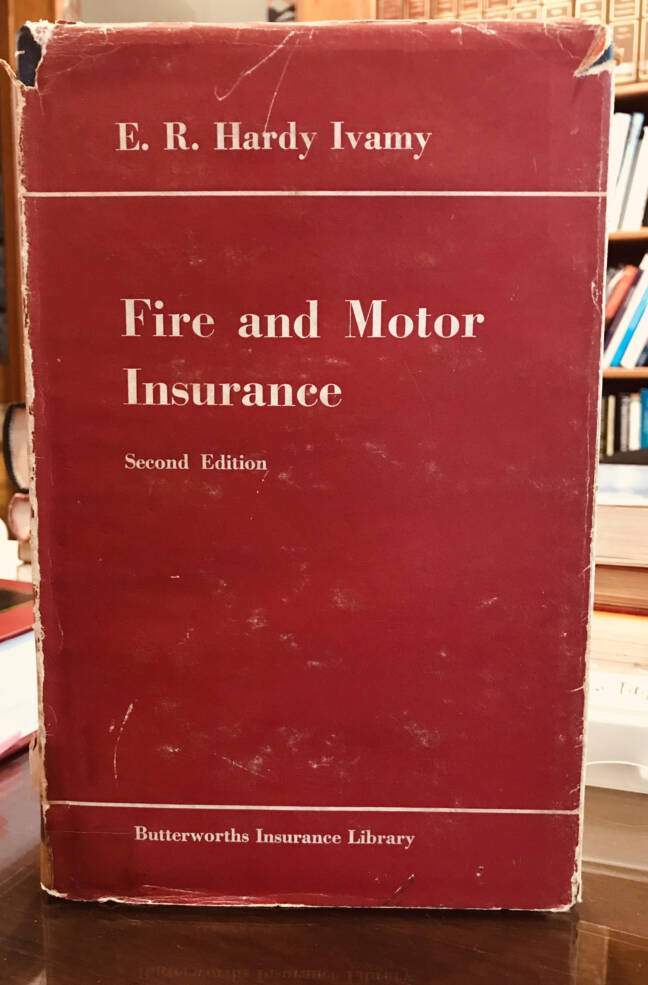 E. R. Hardy Ivamy
Fire and Motor
Insurance
Second Edition
Butterworths Insurance Library